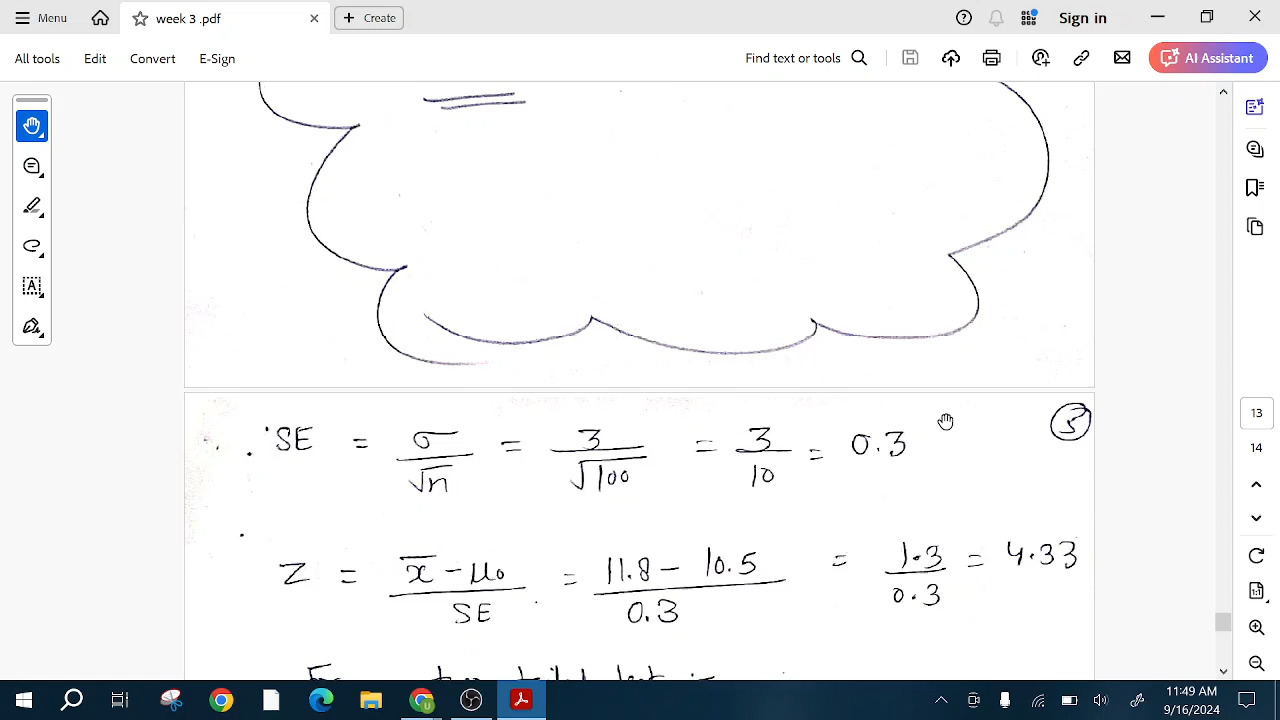 Menu
week 3 .pdf
Create
Sign in
All tools Edit Convert E-Sign
Find text or tools
AI Assistant
13
14
5
. SE = σ/√n = 3/√100 = 3/10 = 0.3
Z = x̄ - μ₀/SE = 11.8 - 10.5/0.3 = 1.3/0.3 = 4.33
11:49 AM
9/16/2024